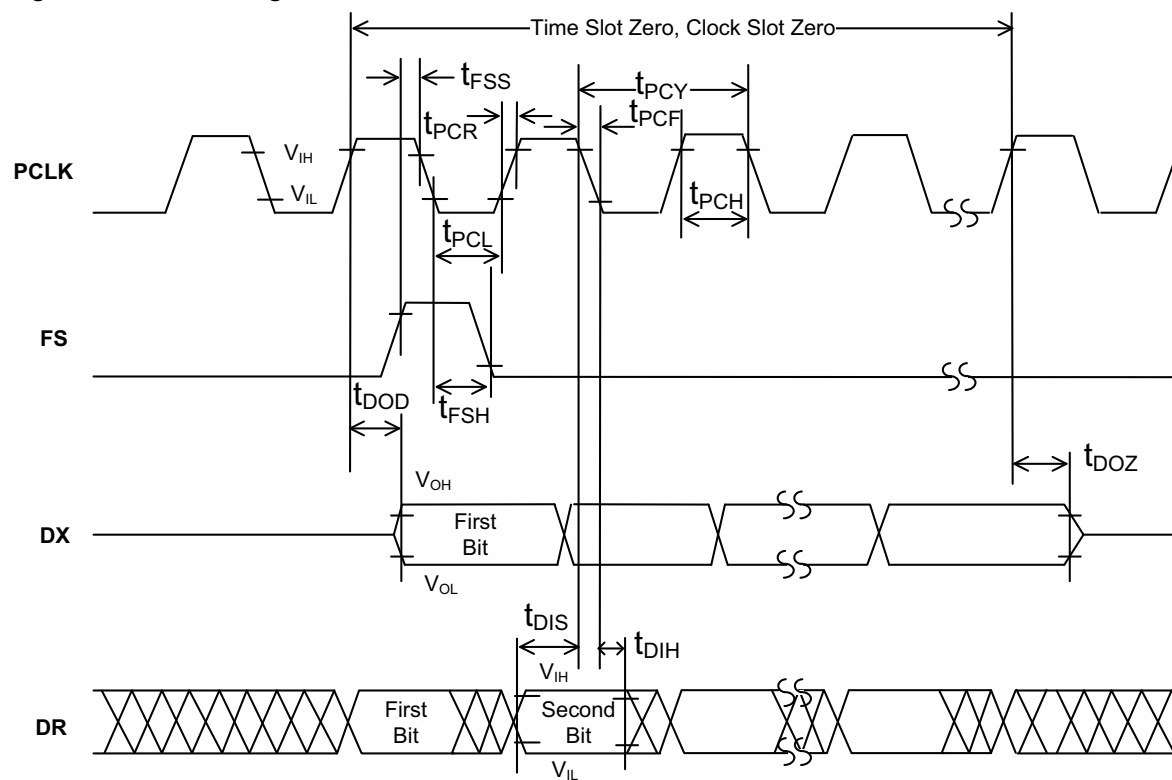 Time Slot Zero, Clock Slot Zero
tFSS
tPCY
tPCR
tPCF
PCLK
VIH
VIL
tPCH
tPCL
FS
tDOD
tFSH
tDOZ
VOH
DX
First
Bit
VOL
tDIS
tDIH
VIH
DR
First
Bit
Second
Bit
VIL